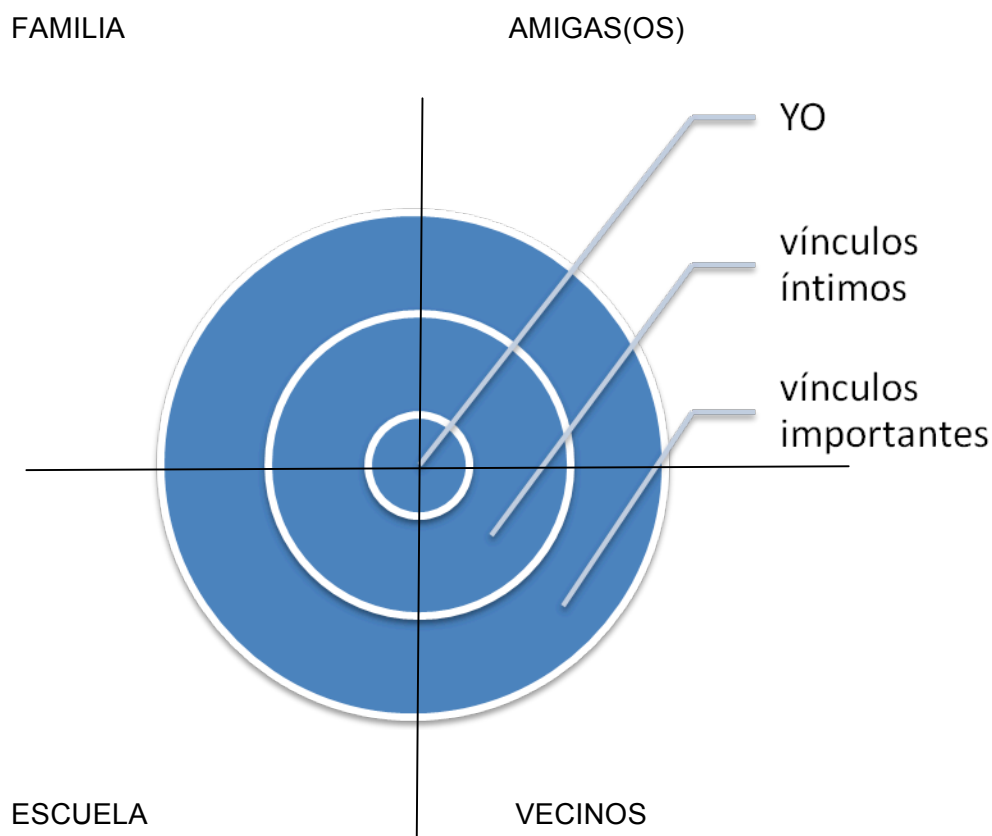 FAMILIA
AMIGAS(OS)
YO
vínculos
íntimos
vínculos
importantes
ESCUELA
VECINOS